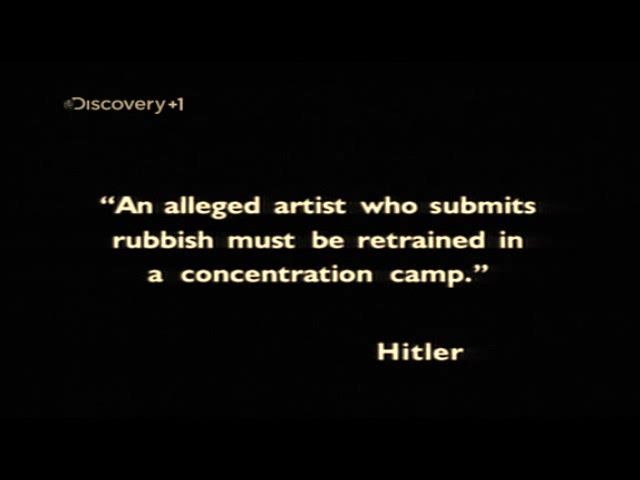 Discovery +1
“An alleged artist who submits
rubbish must be retrained in
a concentration camp.”
Hitler